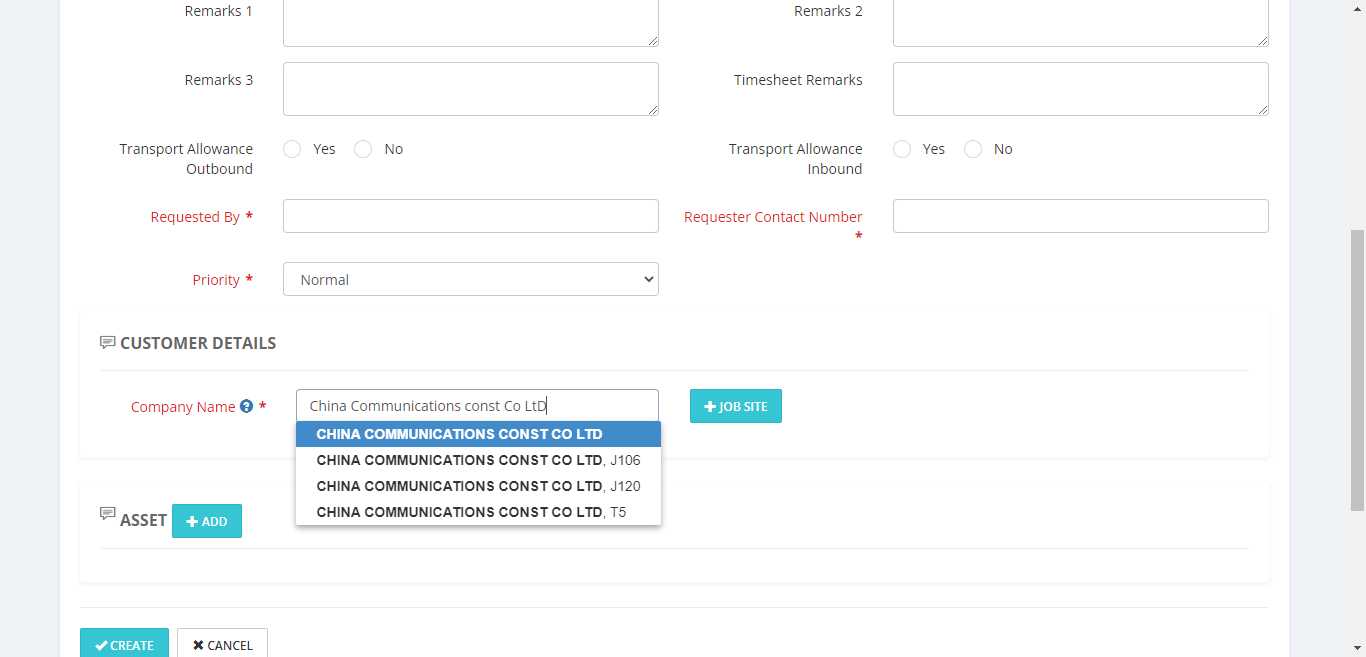 Remarks 1
Remarks 2
Remarks 3
Timesheet Remarks
Transport Allowance
Outbound
Yes
No
Transport Allowance
Inbound
Yes
No
Requested By *
Requester Contact Number
*
Priority *
Normal
CUSTOMER DETAILS
Company Name ? *
China Communications const Co LtD
JOB SITE
CHINA COMMUNICATIONS CONST CO LTD
CHINA COMMUNICATIONS CONST CO LTD, J106
CHINA COMMUNICATIONS CONST CO LTD, J120
CHINA COMMUNICATIONS CONST CO LTD, T5
ASSET
ADD
CREATE
CANCEL